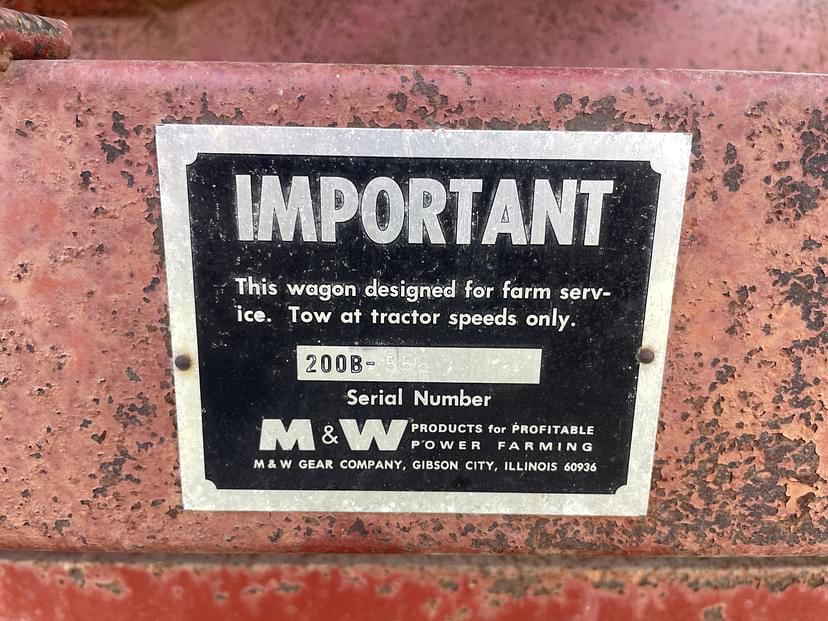 IMPORTANT
This wagon designed for farm serv-
ice. Tow at tractor speeds only.
200B-
Serial Number
M & W PRODUCTS for PROFITABLE
POWER FARMING
M & W GEAR COMPANY, GIBSON CITY, ILLINOIS 60936